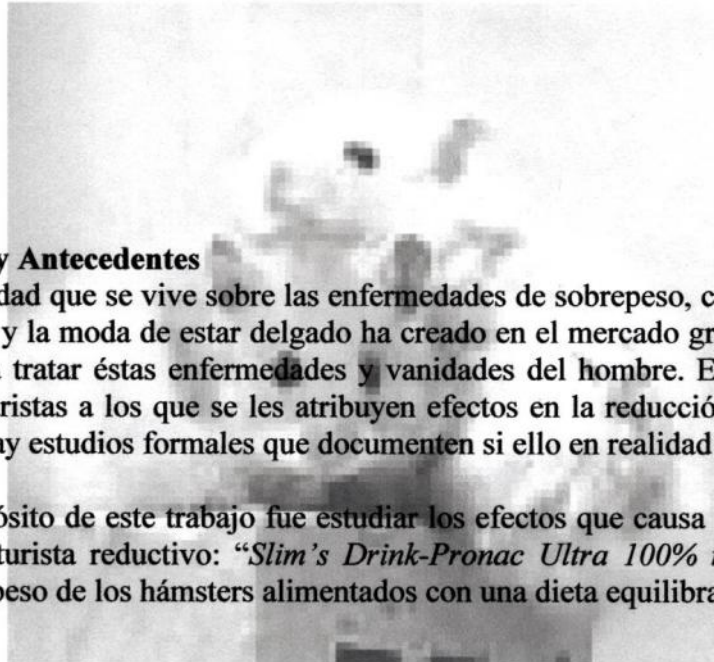 y Antecedentes
dad que se vive sobre las enfermedades de sobrepeso, c
y la moda de estar delgado ha creado en el mercado gr
tratar éstas enfermedades y vanidades del hombre. E
ristas a los que se les atribuyen efectos en la reducció
ay estudios formales que documenten si ello en realidad
ósito de este trabajo fue estudiar los efectos que causa
turista reductivo: “Slim’s Drink-Pronac Ultra 100%
peso de los hámsters alimentados con una dieta equilibra